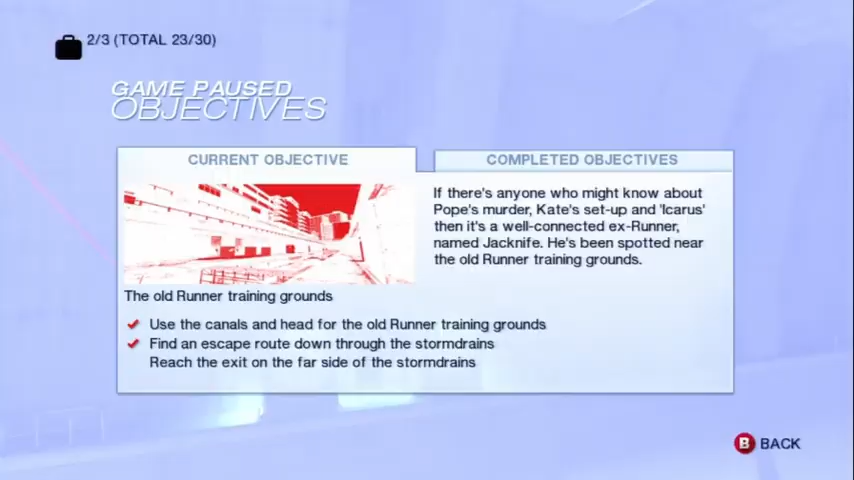 2/3 (TOTAL 23/30)
GAME PAUSED
OBJECTIVES
CURRENT OBJECTIVE
COMPLETED OBJECTIVES
If there's anyone who might know about
Pope's murder, Kate's set-up and 'Icarus'
then it's a well-connected ex-Runner,
named Jacknife. He's been spotted near
the old Runner training grounds.
The old Runner training grounds
Use the canals and head for the old Runner training grounds
Find an escape route down through the stormdrains
Reach the exit on the far side of the stormdrains
B BACK